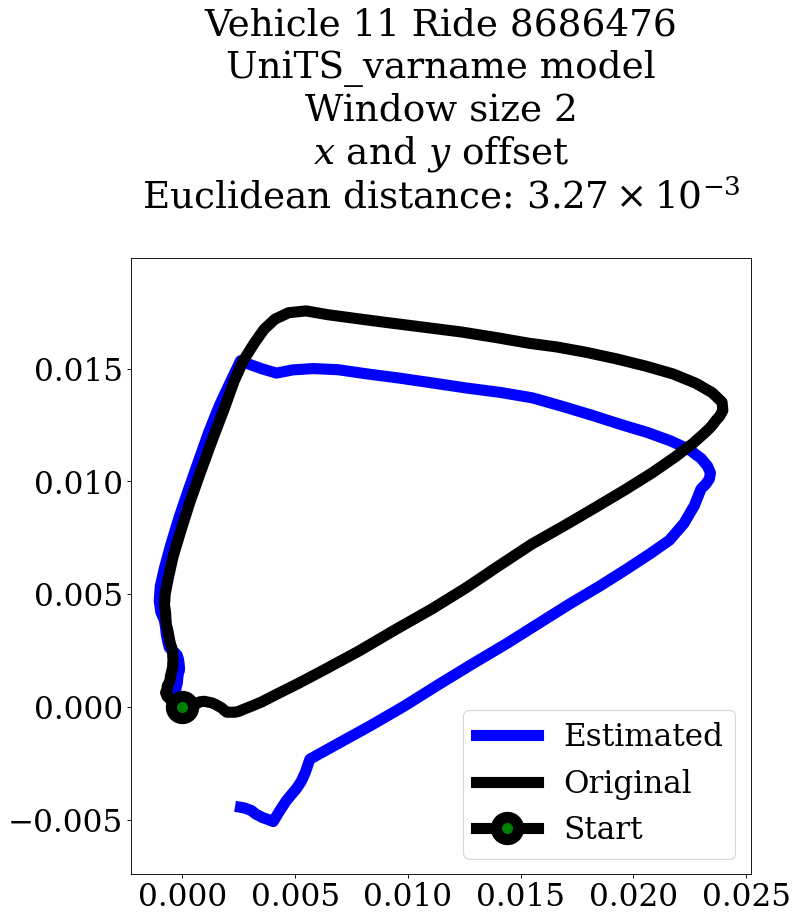 Vehicle 11 Ride 8686476
UniTS_varname model
Window size 2
x and y offset
Euclidean distance: 3.27 × 10⁻³
0.015
0.010
0.005
0.000
−0.005
Estimated
Original
Start
0.000 0.005 0.010 0.015 0.020 0.025